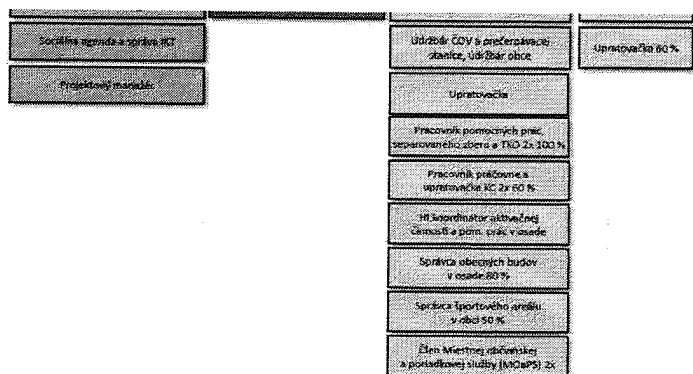 Sociálna agenda a správa KC
Projektový manažér
Údržbár ČOV a prečerpávacej
stanice, údržbár obce
Upratovačka
Pracovník pomocných prác,
separovaného zberu a TKO 2x 100 %
Pracovník práčovne a
upratovačka KC 2x 60 %
koordinátor aktivačnej
činnosti a pom. prác v osade
Správca obecných budov
v osade 80 %
Správca športového areálu
v obci 50 %
Člen Miestnej občianskej
a poriadkovej služby (MOaPS) 2x
Upratovačka 60 %